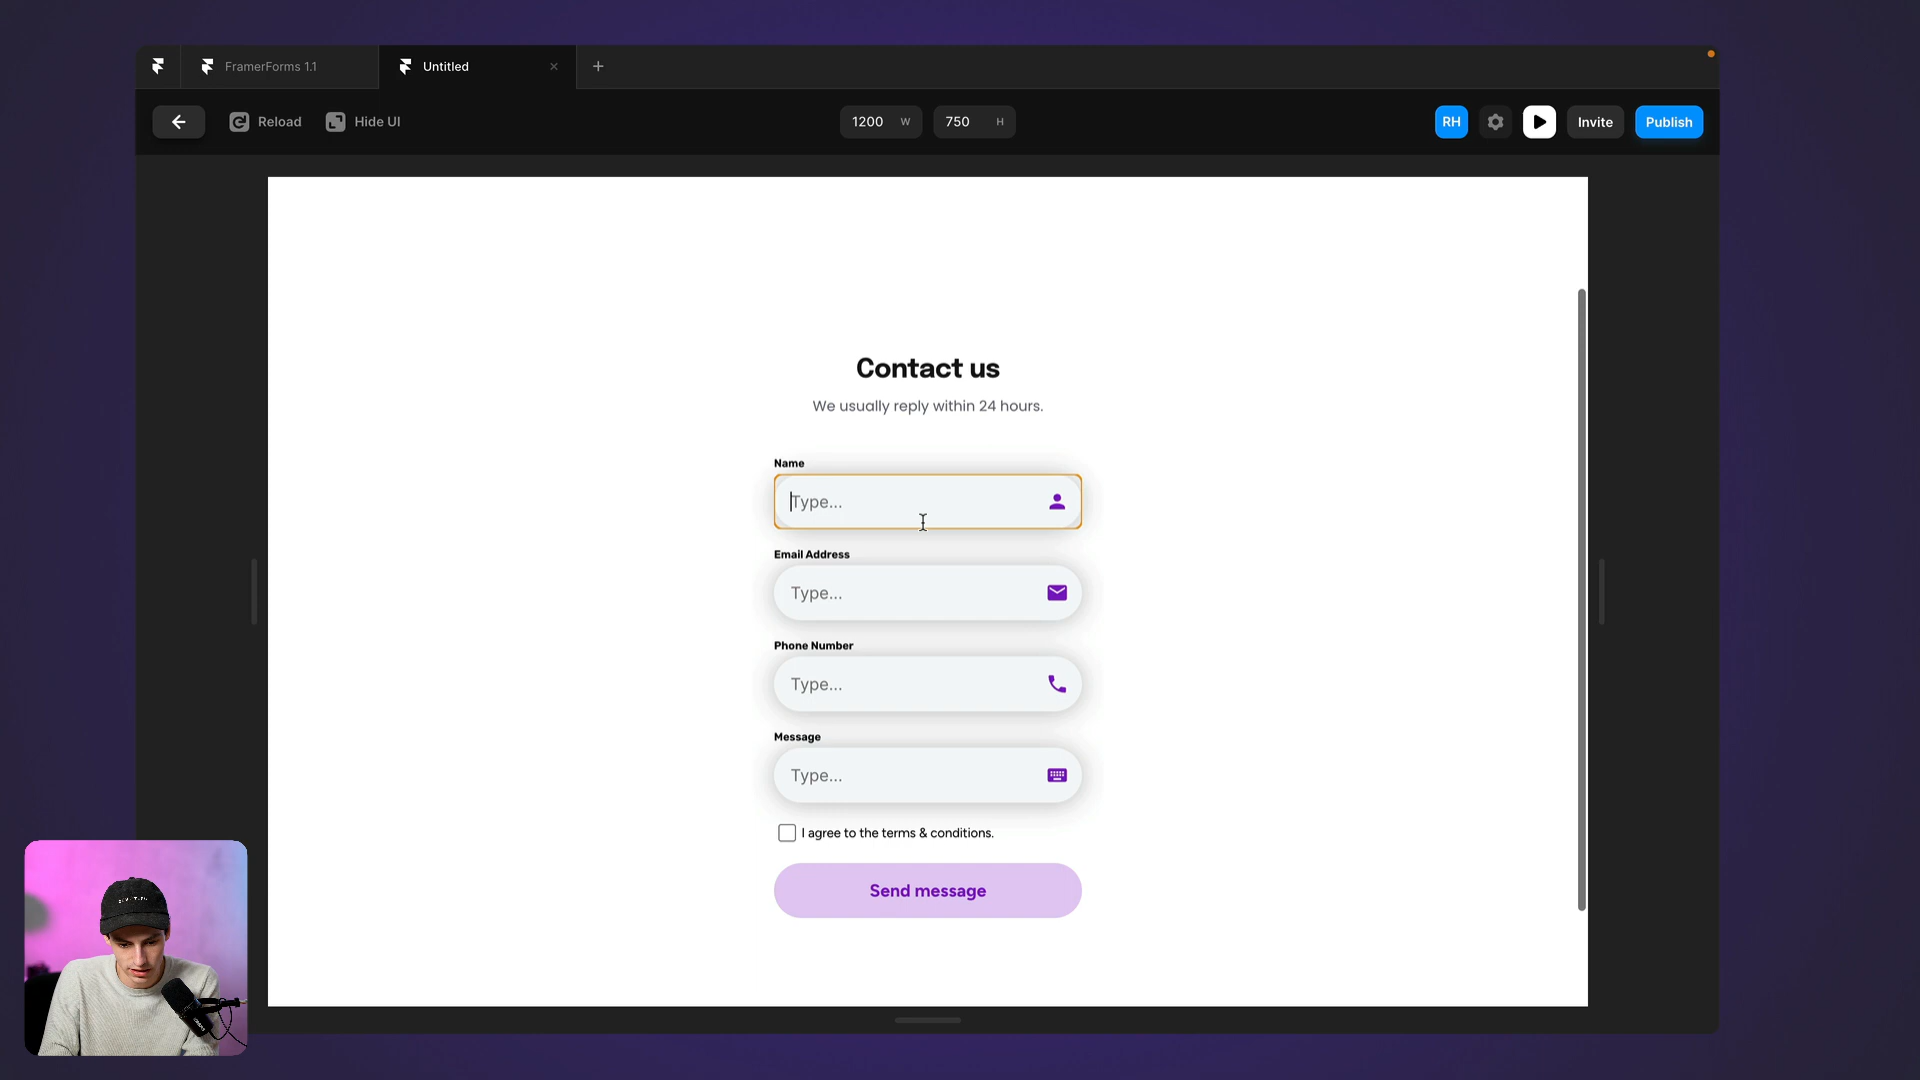 FramerForms 1.1
Untitled
Reload
Hide UI
1200 W
750 H
RH
Invite
Publish
Contact us
We usually reply within 24 hours.
Name
Type...
Email Address
Type...
Phone Number
Type...
Message
Type...
I agree to the terms & conditions.
Send message